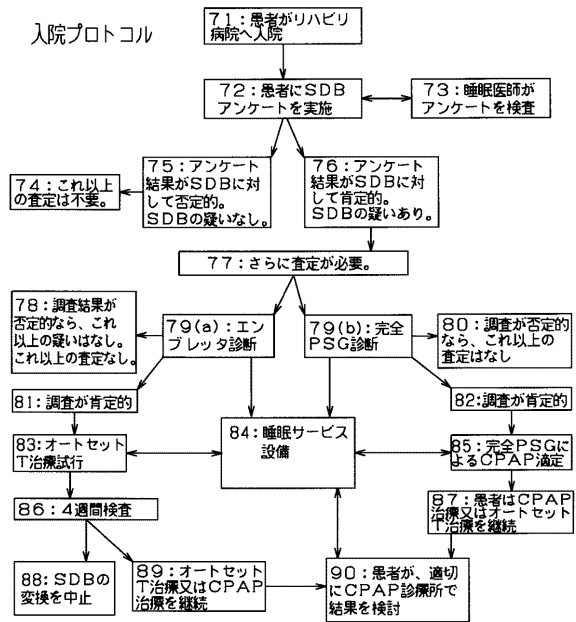 入院プロトコル
71：患者がリハビリ
病院へ入院
72：患者にSDB
アンケートを実施
73：睡眠医師が
アンケートを検査
74：これ以上
の査定は不要。
75：アンケート
結果がSDBに対
して否定的。
SDBの疑いなし。
76：アンケート
結果がSDBに対
して肯定的。
SDBの疑いあり。
77：さらに査定が必要。
78：調査結果が
否定的なら、これ
以上の疑いはなし。
これ以上の査定なし。
79(a)：エン
ブレッタ診断
79(b)：完全
PSG診断
80：調査が否定的
なら、これ以上の
査定はなし
81：調査が肯定的
82：調査が肯定的
83：オートセット
T治療試行
84：睡眠サービス
設備
85：完全PSG
によるCPAP滴定
86：4週間検査
87：患者はCPAP
治療又はオートセット
T治療を継続
88：SDBの
変換を中止
89：オートセット
T治療又はCPAP
治療を継続
90：患者が、適切
にCPAP診療所で
結果を検討